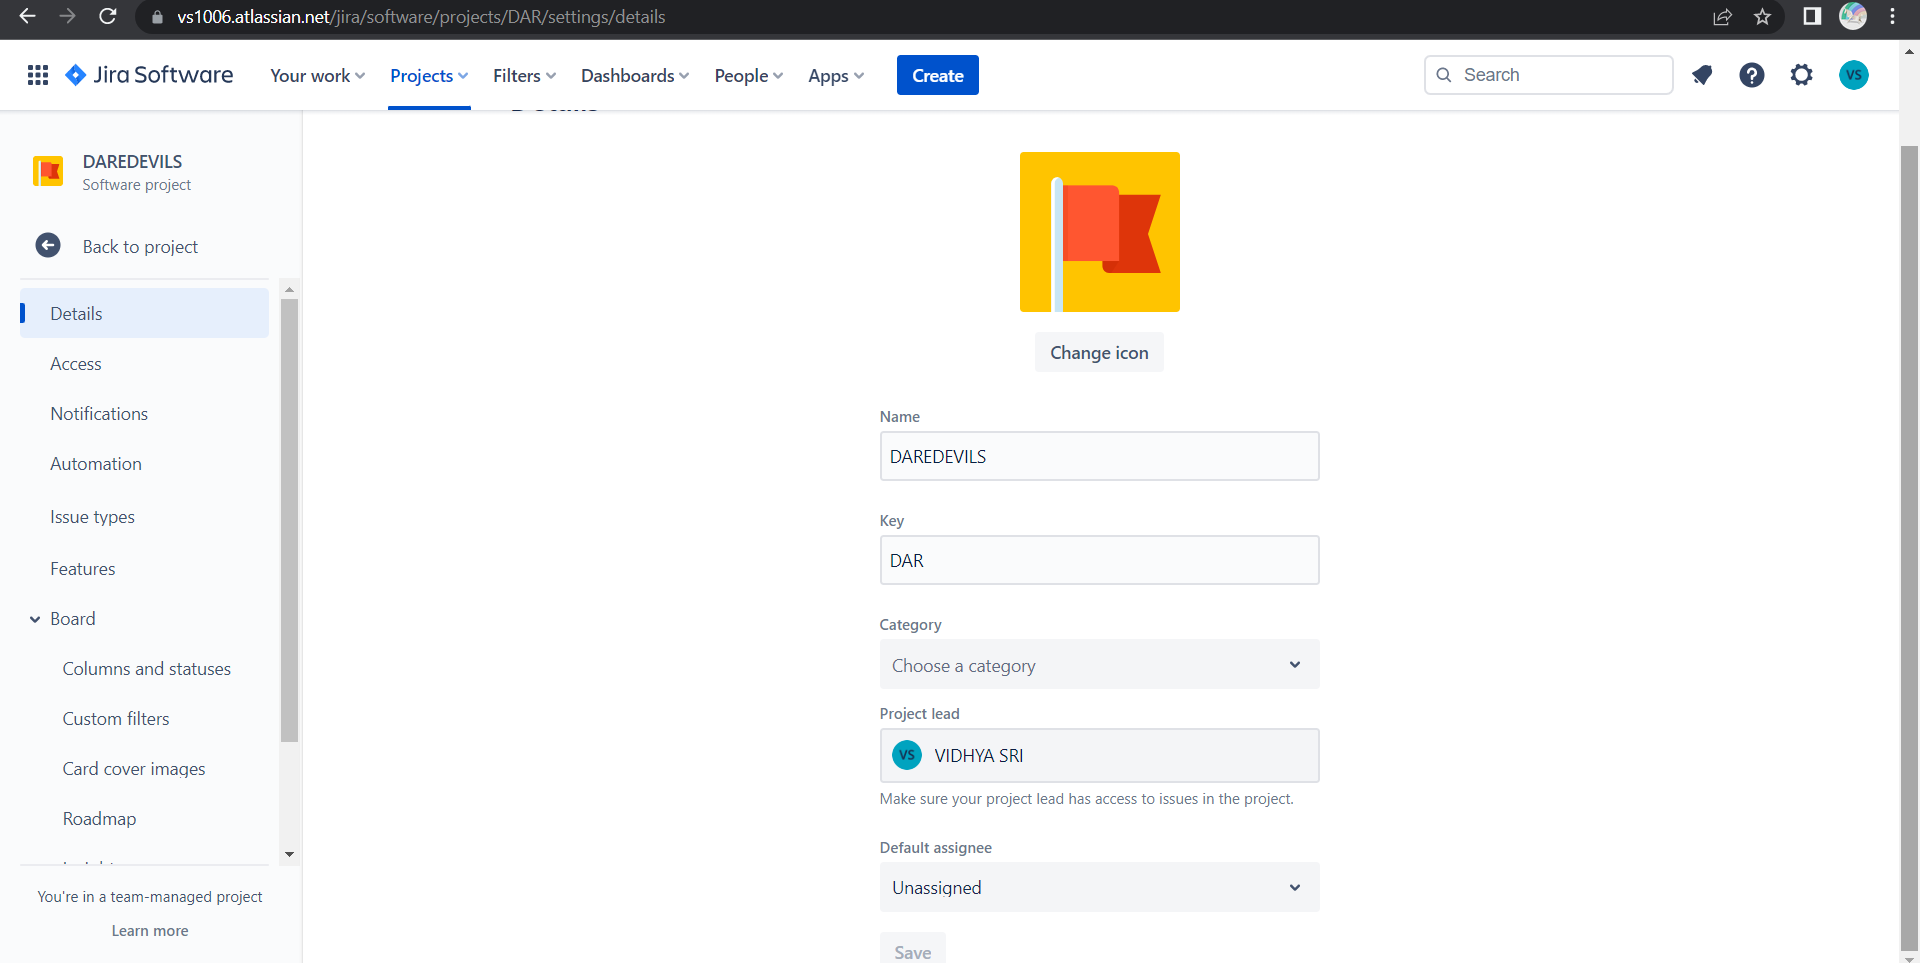 vs1006.atlassian.net/jira/software/projects/DAR/settings/details
Jira Software Your work Projects Filters Dashboards People Apps Create Search VS
Details
DAREDEVILS
Software project
Back to project
Details
Access
Notifications
Automation
Issue types
Features
Board
Columns and statuses
Custom filters
Card cover images
Roadmap
You're in a team-managed project
Learn more
Change icon
Name
DAREDEVILS
Key
DAR
Category
Choose a category
Project lead
VS VIDHYA SRI
Make sure your project lead has access to issues in the project.
Default assignee
Unassigned
Save